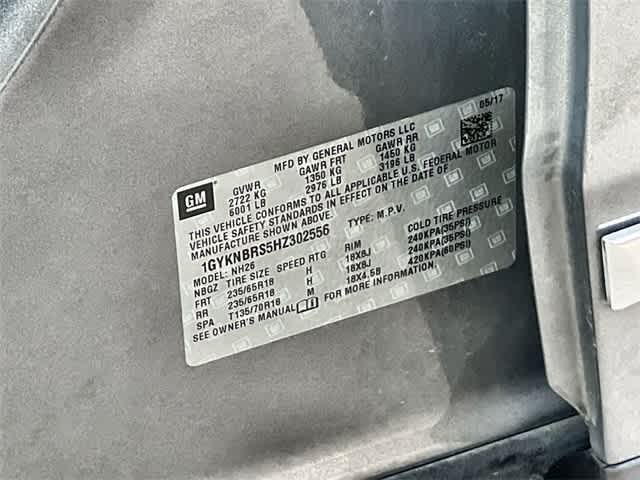 05/17
MFD BY GENERAL MOTORS LLC
GVWR GAWR FRT GAWR RR
2722 KG 1350 KG 1450 KG
6001 LB 2976 LB 3196 LB
GM
THIS VEHICLE CONFORMS TO ALL APPLICABLE U.S. FEDERAL MOTOR
VEHICLE SAFETY STANDARDS IN EFFECT ON THE DATE OF
MANUFACTURE SHOWN ABOVE.
1GYKNBRS5HZ302556 TYPE: M.P.V.
MODEL: NH26
NBGZ TIRE SIZE SPEED RTG RIM COLD TIRE PRESSURE
FRT 235/65R18 H 18X8J 240KPA(35PSI)
RR 235/65R18 H 18X8J 240KPA(35PSI)
SPA T135/70R18 M 18X4.5B 420KPA(60PSI)
SEE OWNER'S MANUAL FOR MORE INFORMATION.